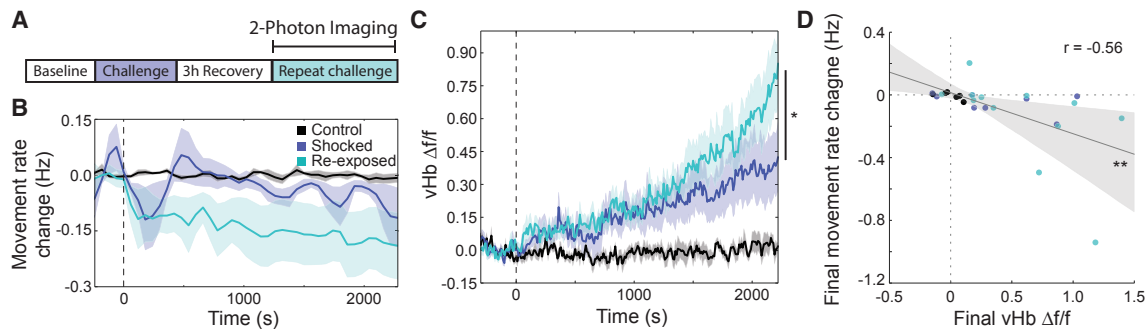 A
2-Photon Imaging
Baseline Challenge 3h Recovery Repeat challenge
B
Movement rate change (Hz)
0.15
0.0
-0.15
-0.3
Control
Shocked
Re-exposed
0 1000 2000
Time (s)
C
vHb Δf/f
0.90
0.75
0.60
0.45
0.30
0.15
0.0
*
0 500 1000 1500 2000
Time (s)
D
Final movement rate chagne (Hz)
0.4
0
-0.4
-0.8
-1.2
r = -0.56
**
-0.5 0 0.5 1.0 1.5
Final vHb Δf/f